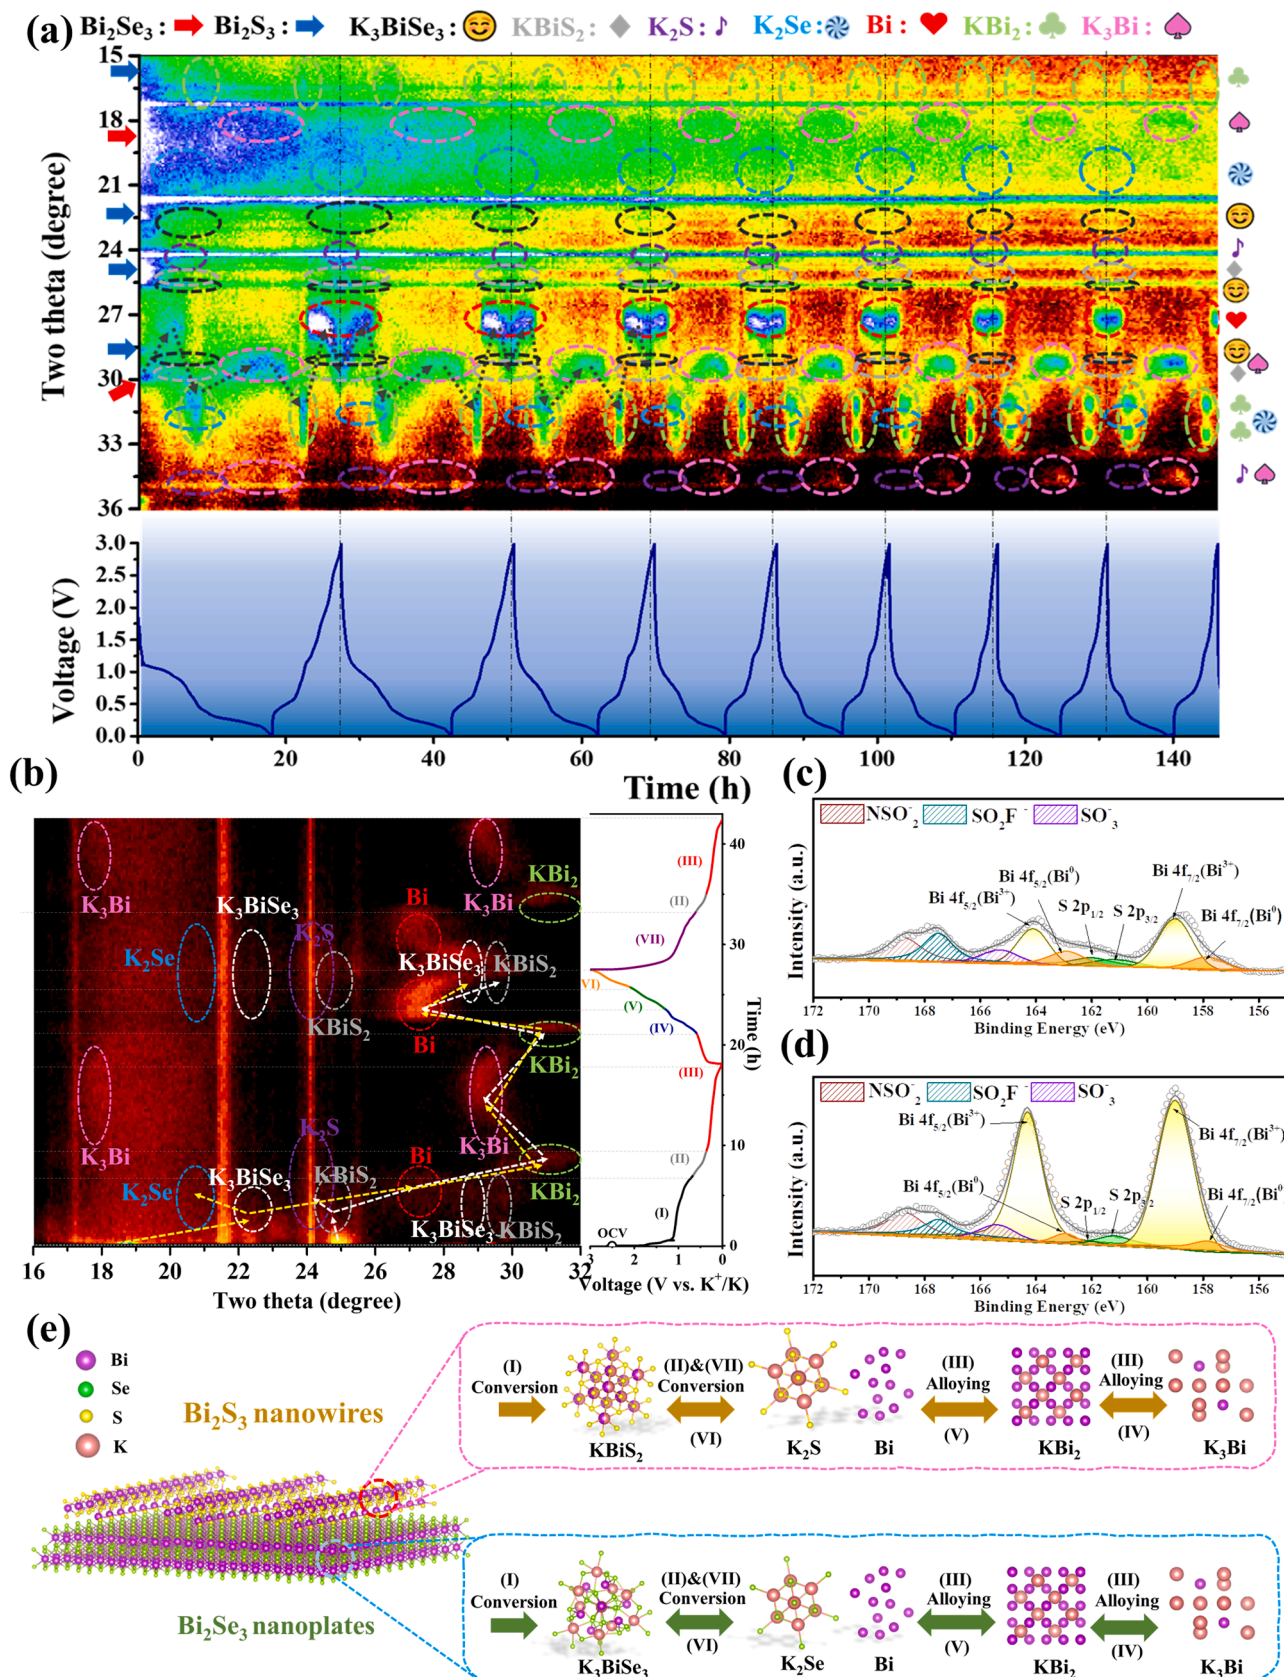 (a) Bi₂Se₃: Bi₂S₃: K₃BiSe₃: KBiS₂: K₂S: K₂Se: Bi: KBi₂: K₃Bi:
Two theta (degree)
15
18
21
24
27
30
33
36
Voltage (V)
3.0
2.5
2.0
1.5
1.0
0.5
0.0
0 20 40 60 80 100 120 140
Time (h)
(b)
K₃Bi
K₃Bi
KBi₂
Bi
K₃BiSe₃
K₂S
K₂Se
K₃BiSe₃
KBiS₂
KBiS₂
Bi
KBi₂
K₃Bi
K₃Bi
K₂S
K₂Se
K₃BiSe₃
KBiS₂
Bi
KBi₂
K₃BiSe₃
KBiS₂
16 18 20 22 24 26 28 30 32
Two theta (degree)
(III)
(II)
(VII)
(VI)
(V)
(IV)
(III)
(II)
(I)
OCV
40
30
20
10
0
Time (h)
2 1 0
Voltage (V vs. K⁺/K)
(c)
NSO₂⁻ SO₂F⁻ SO₃⁻
Bi 4f₅/₂(Bi³⁺)
Bi 4f₅/₂(Bi⁰)
S 2p₁/₂
S 2p₃/₂
Bi 4f₇/₂(Bi³⁺)
Bi 4f₇/₂(Bi⁰)
Intensity (a.u.)
172 170 168 166 164 162 160 158 156
Binding Energy (eV)
(d)
NSO₂⁻ SO₂F⁻ SO₃⁻
Bi 4f₅/₂(Bi³⁺)
Bi 4f₅/₂(Bi⁰)
S 2p₁/₂
S 2p₃/₂
Bi 4f₇/₂(Bi³⁺)
Bi 4f₇/₂(Bi⁰
Intensity (a.u.)
172 170 168 166 164 162 160 158 156
Binding Energy (eV)
(e)
Bi
Se
S
K
Bi₂S₃ nanowires
Bi₂Se₃ nanoplates
(I)
Conversion
KBiS₂
(II)&(VII)
Conversion
(VI)
K₂S
Bi
(III)
Alloying
(V)
KBi₂
(III)
Alloying
(IV)
K₃Bi
(I)
Conversion
K₃BiSe₃
(II)&(VII)
Conversion
(VI)
K₂Se
Bi
(III)
Alloying
(V)
KBi₂
(III)
Alloying
(IV)
K₃Bi